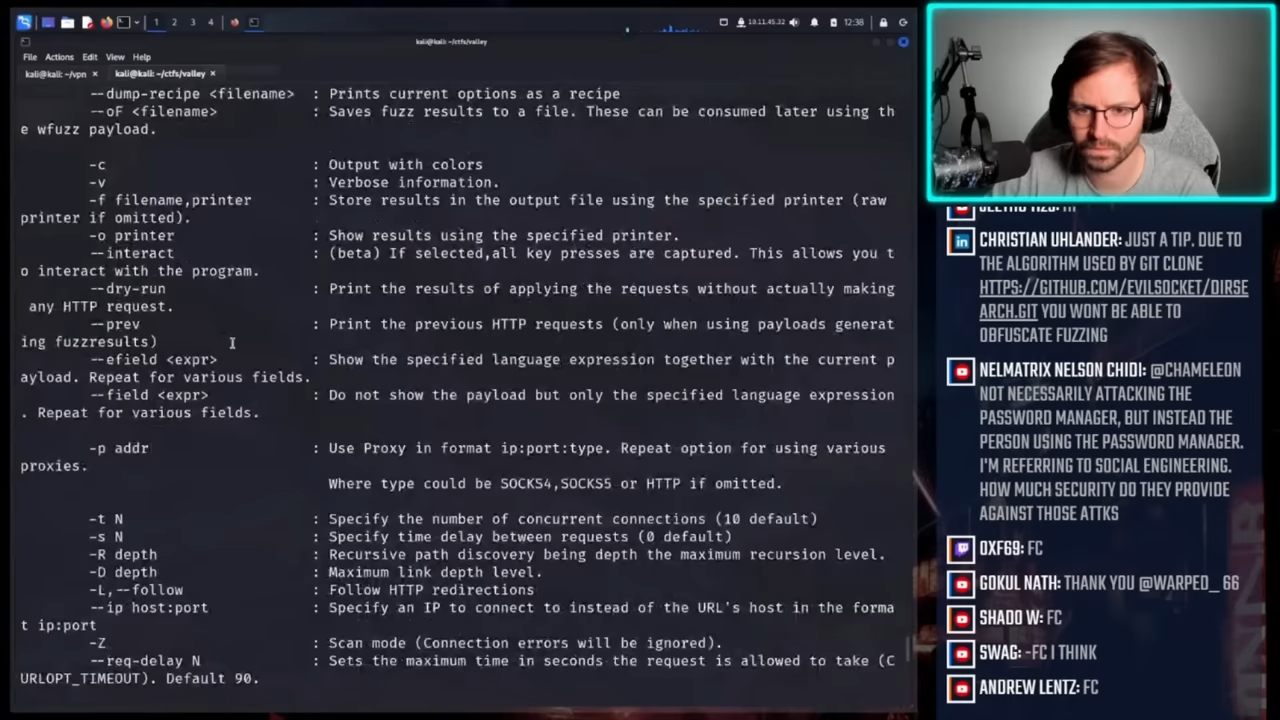 1 2 3 4
10.11.45.32
12:38
kali@kali: ~/ctfs/valley
File Actions Edit View Help
kali@kali: ~/vpn × kali@kali: ~/ctfs/valley ×
--dump-recipe <filename> : Prints current options as a recipe
--oF <filename> : Saves fuzz results to a file. These can be consumed later using th
e wfuzz payload.
-c : Output with colors
-v : Verbose information.
-f filename,printer : Store results in the output file using the specified printer (raw
printer if omitted).
-o printer : Show results using the specified printer.
--interact : (beta) If selected,all key presses are captured. This allows you t
o interact with the program.
--dry-run : Print the results of applying the requests without actually making
any HTTP request.
--prev : Print the previous HTTP requests (only when using payloads generat
ing fuzzresults)
--efield <expr> : Show the specified language expression together with the current p
ayload. Repeat for various fields.
--field <expr> : Do not show the payload but only the specified language expression
. Repeat for various fields.
-p addr : Use Proxy in format ip:port:type. Repeat option for using various
proxies.
Where type could be SOCKS4,SOCKS5 or HTTP if omitted.
-t N : Specify the number of concurrent connections (10 default)
-s N : Specify time delay between requests (0 default)
-R depth : Recursive path discovery being depth the maximum recursion level.
-D depth : Maximum link depth level.
-L,--follow : Follow HTTP redirections
--ip host:port : Specify an IP to connect to instead of the URL's host in the forma
t ip:port
-Z : Scan mode (Connection errors will be ignored).
--req-delay N : Sets the maximum time in seconds the request is allowed to take (C
URLOPT_TIMEOUT). Default 90.
CHRISTIAN UHLANDER: JUST A TIP. DUE TO
THE ALGORITHM USED BY GIT CLONE
HTTPS://GITHUB.COM/EVILSOCKET/DIRSE
ARCH.GIT YOU WONT BE ABLE TO
OBFUSCATE FUZZING
NELMATRIX NELSON CHIDI: @CHAMELEON
NOT NECESSARILY ATTACKING THE
PASSWORD MANAGER, BUT INSTEAD THE
PERSON USING THE PASSWORD MANAGER.
I'M REFERRING TO SOCIAL ENGINEERING.
HOW MUCH SECURITY DO THEY PROVIDE
AGAINST THOSE ATTKS
0XF69: FC
GOKUL NATH: THANK YOU @WARPED_66
SHADO W: FC
SWAG: -FC I THINK
ANDREW LENTZ: FC